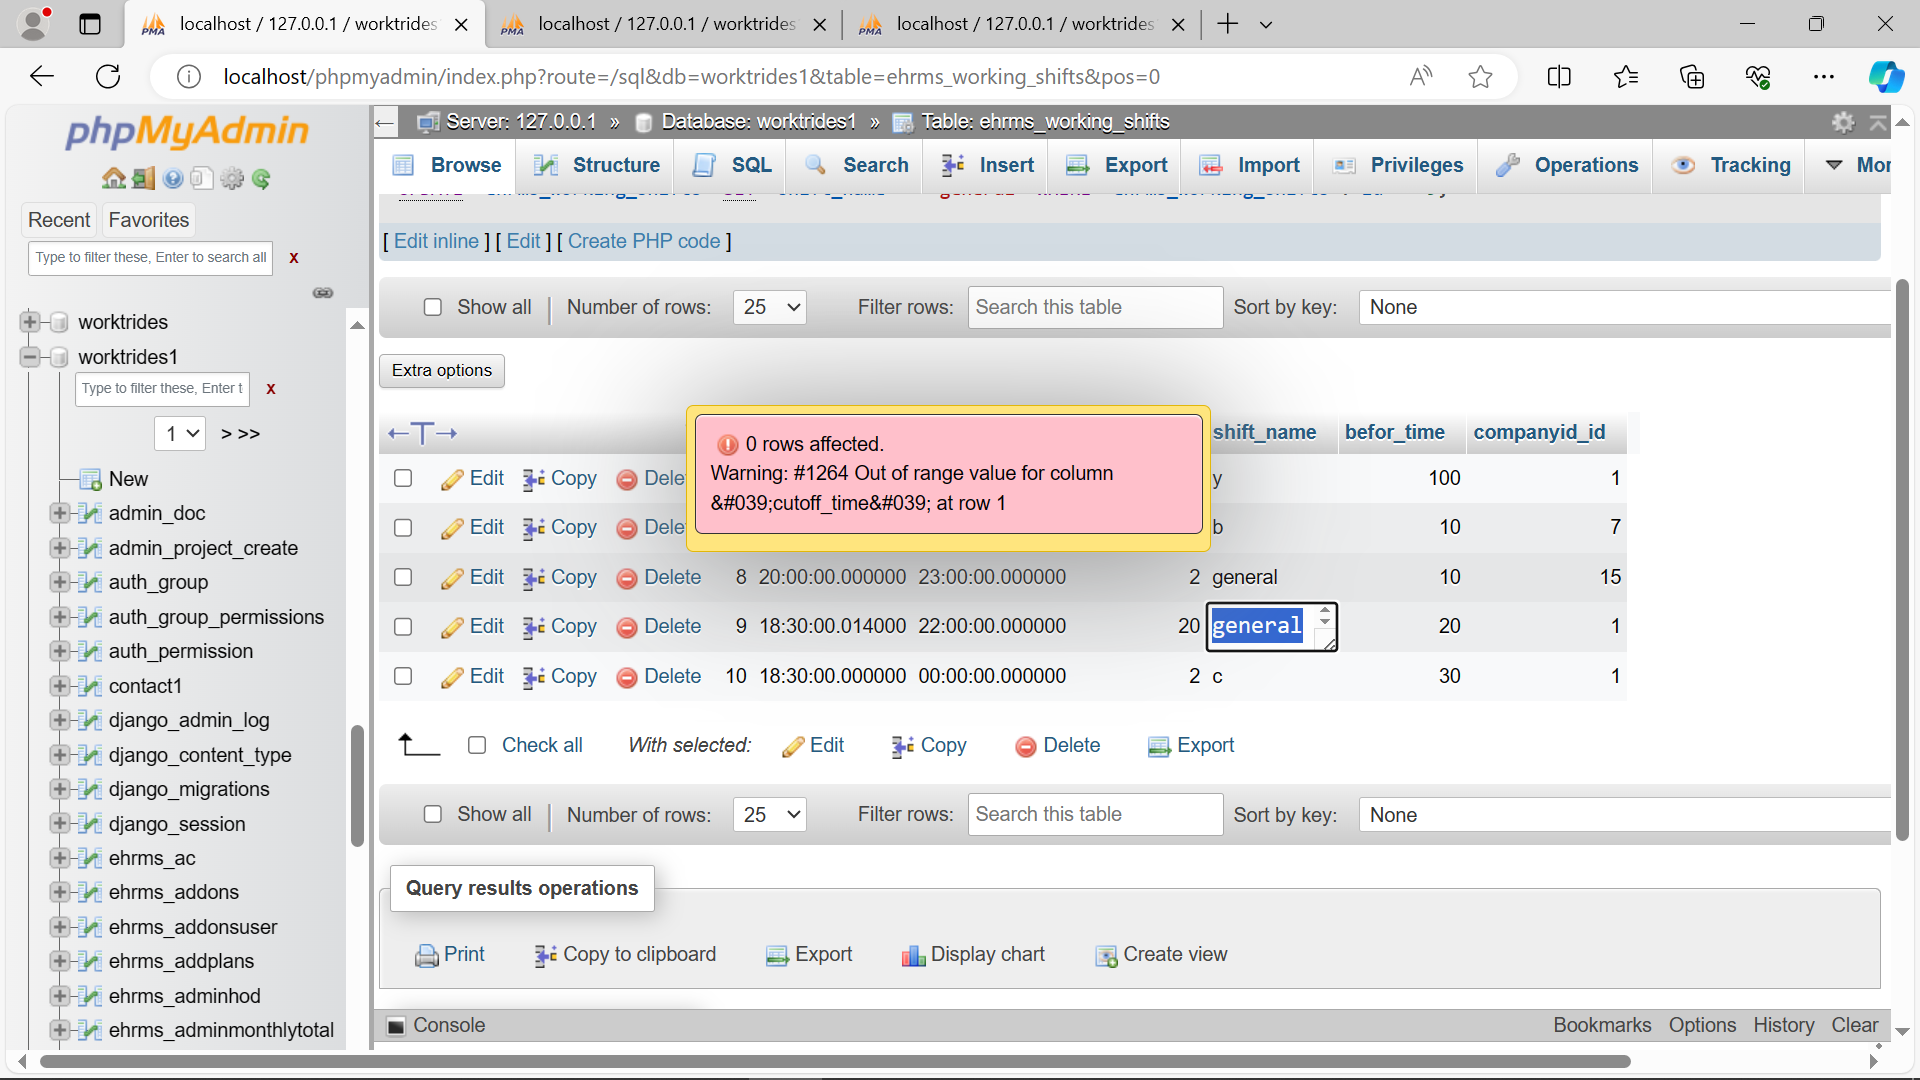 localhost / 127.0.0.1 / worktrides
localhost / 127.0.0.1 / worktrides
localhost / 127.0.0.1 / worktrides
localhost/phpmyadmin/index.php?route=/sql&db=worktrides1&table=ehrms_working_shifts&pos=0
phpMyAdmin
Recent
Favorites
Type to filter these, Enter to search all
x
worktrides
worktrides1
Type to filter these, Enter t
x
1
> >>
New
admin_doc
admin_project_create
auth_group
auth_group_permissions
auth_permission
contact1
django_admin_log
django_content_type
django_migrations
django_session
ehrms_ac
ehrms_addons
ehrms_addonsuser
ehrms_addplans
ehrms_adminhod
ehrms_adminmonthlytotal
Server: 127.0.0.1 » Database: worktrides1 » Table: ehrms_working_shifts
Browse Structure SQL Search Insert Export Import Privileges Operations Tracking Mor
[ Edit inline ] [ Edit ] [ Create PHP code ]
Show all Number of rows: 25 Filter rows: Search this table Sort by key: None
Extra options
←T→ shift_name befor_time companyid_id
0 rows affected.
Warning: #1264 Out of range value for column
&#039;cutoff_time&#039; at row 1
Edit Copy Dele y 100 1
Edit Copy Dele b 10 7
Edit Copy Delete 8 20:00:00.000000 23:00:00.000000 2 general 10 15
Edit Copy Delete 9 18:30:00.014000 22:00:00.000000 20 general 20 1
Edit Copy Delete 10 18:30:00.000000 00:00:00.000000 2 c 30 1
Check all With selected: Edit Copy Delete Export
Show all Number of rows: 25 Filter rows: Search this table Sort by key: None
Query results operations
Print Copy to clipboard Export Display chart Create view
Console Bookmarks Options History Clear